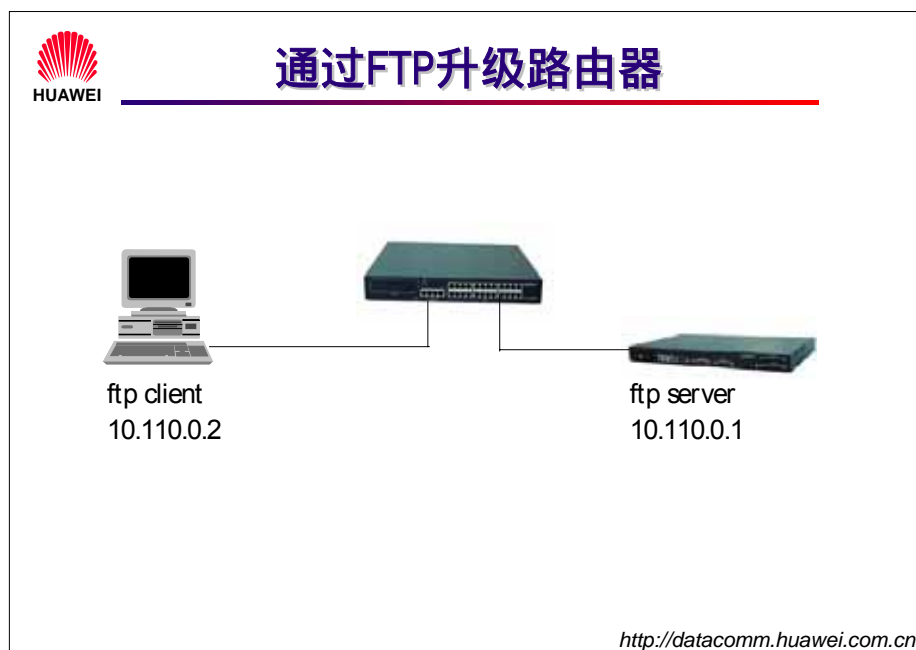 HUAWEI
通过FTP升级路由器
ftp client
10.110.0.2
ftp server
10.110.0.1
http://datacomm.huawei.com.cn